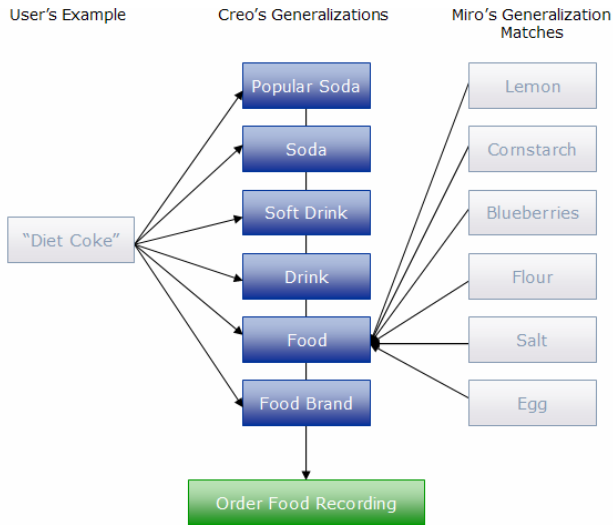 User's Example
Creo's Generalizations
Miro's Generalization
Matches
Popular Soda
Soda
Soft Drink
Drink
Food
Food Brand
"Diet Coke"
Lemon
Cornstarch
Blueberries
Flour
Salt
Egg
Order Food Recording